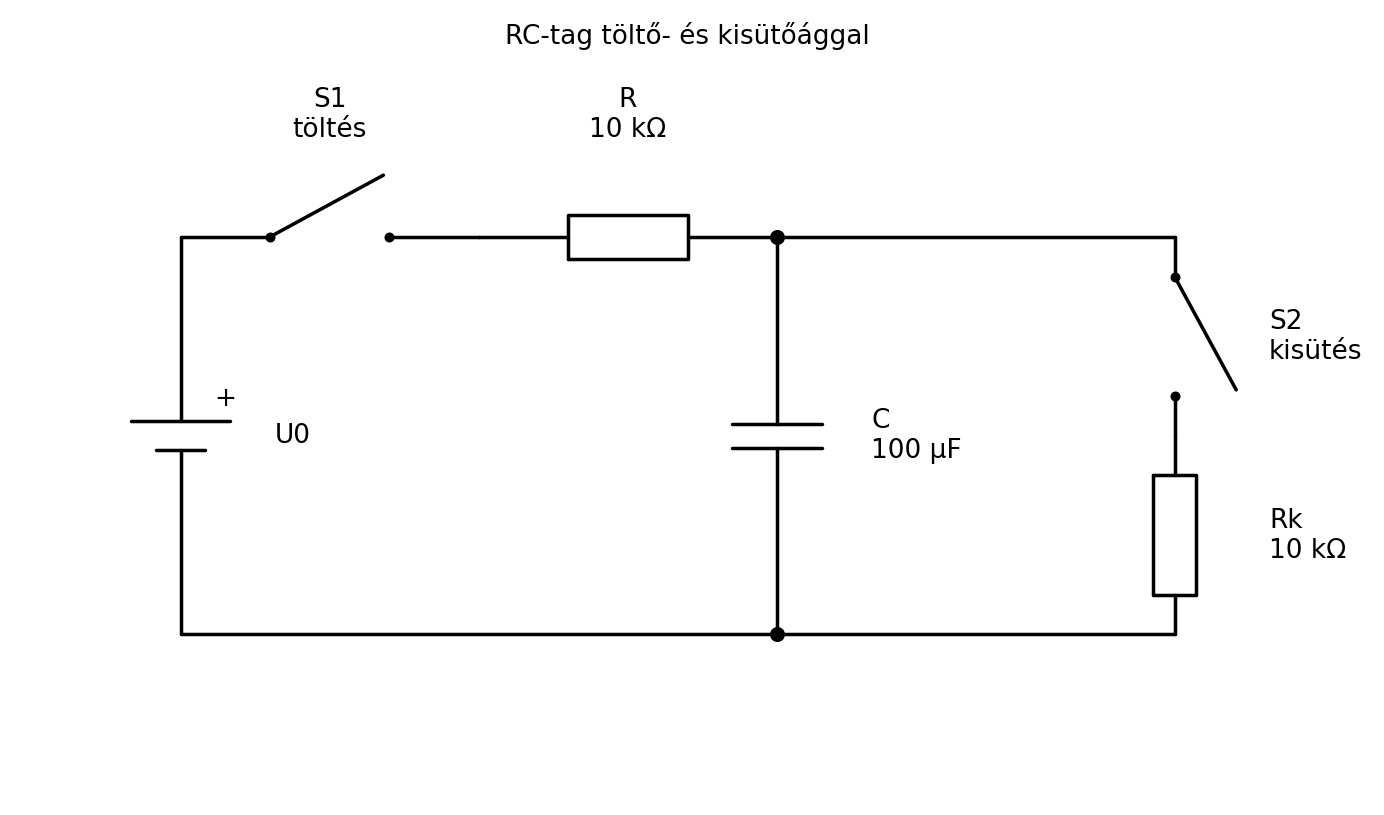 RC-tag töltő- és kisütőággal
S1
töltés
R
10 kΩ
S2
kisütés
+
U0
C
100 µF
Rk
10 kΩ